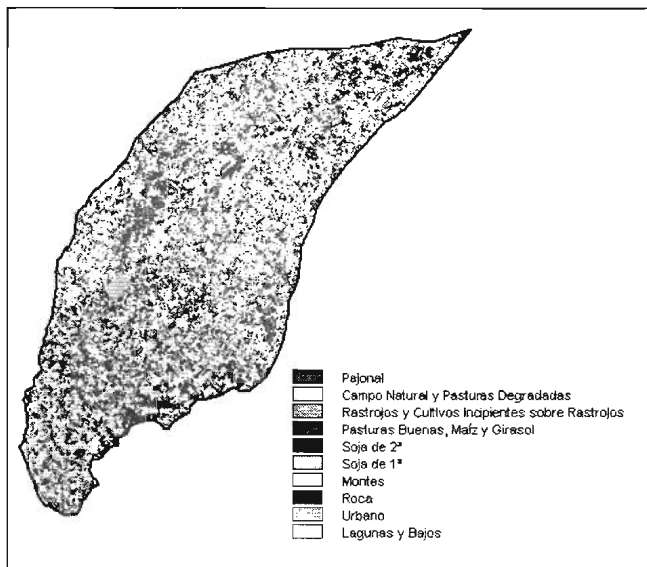 Pajonal
Campo Natural y Pasturas Degradadas
Rastrojos y Cultivos Incipientes sobre Rastrojos
Pasturas Buenas, Maíz y Girasol
Soja de 2ª
Soja de 1ª
Montes
Roca
Urbano
Lagunas y Bajos